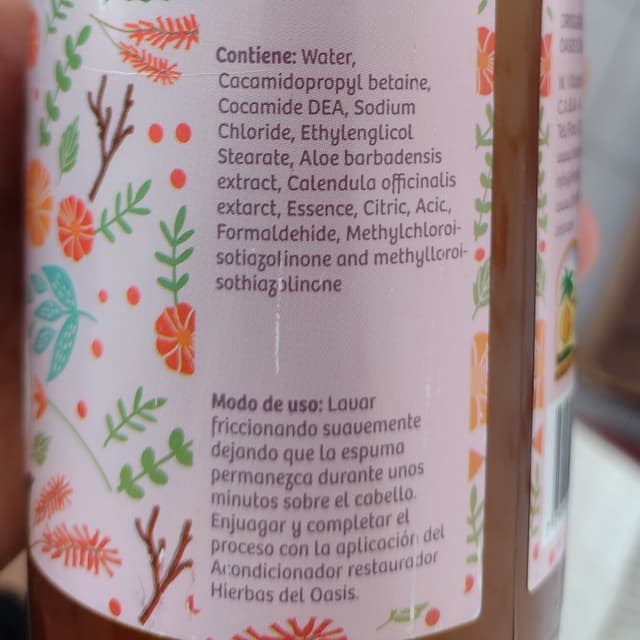 Contiene: Water,
Cacamidopropyl betaine,
Cocamide DEA, Sodium
Chloride, Ethylenglicol
Stearate, Aloe barbadensis
extract, Calendula officinalis
extarct, Essence, Citric, Acic,
Formaldehide, Methylchloroi-
sotiazolinone and methylloroi-
sothiazolinone
Modo de uso: Lavar
friccionando suavemente
dejando que la espuma
permanezca durante unos
minutos sobre el cabello.
Enjuagar y completar el
proceso con la aplicación del
Acondicionador restaurador
Hierbas del Oasis.